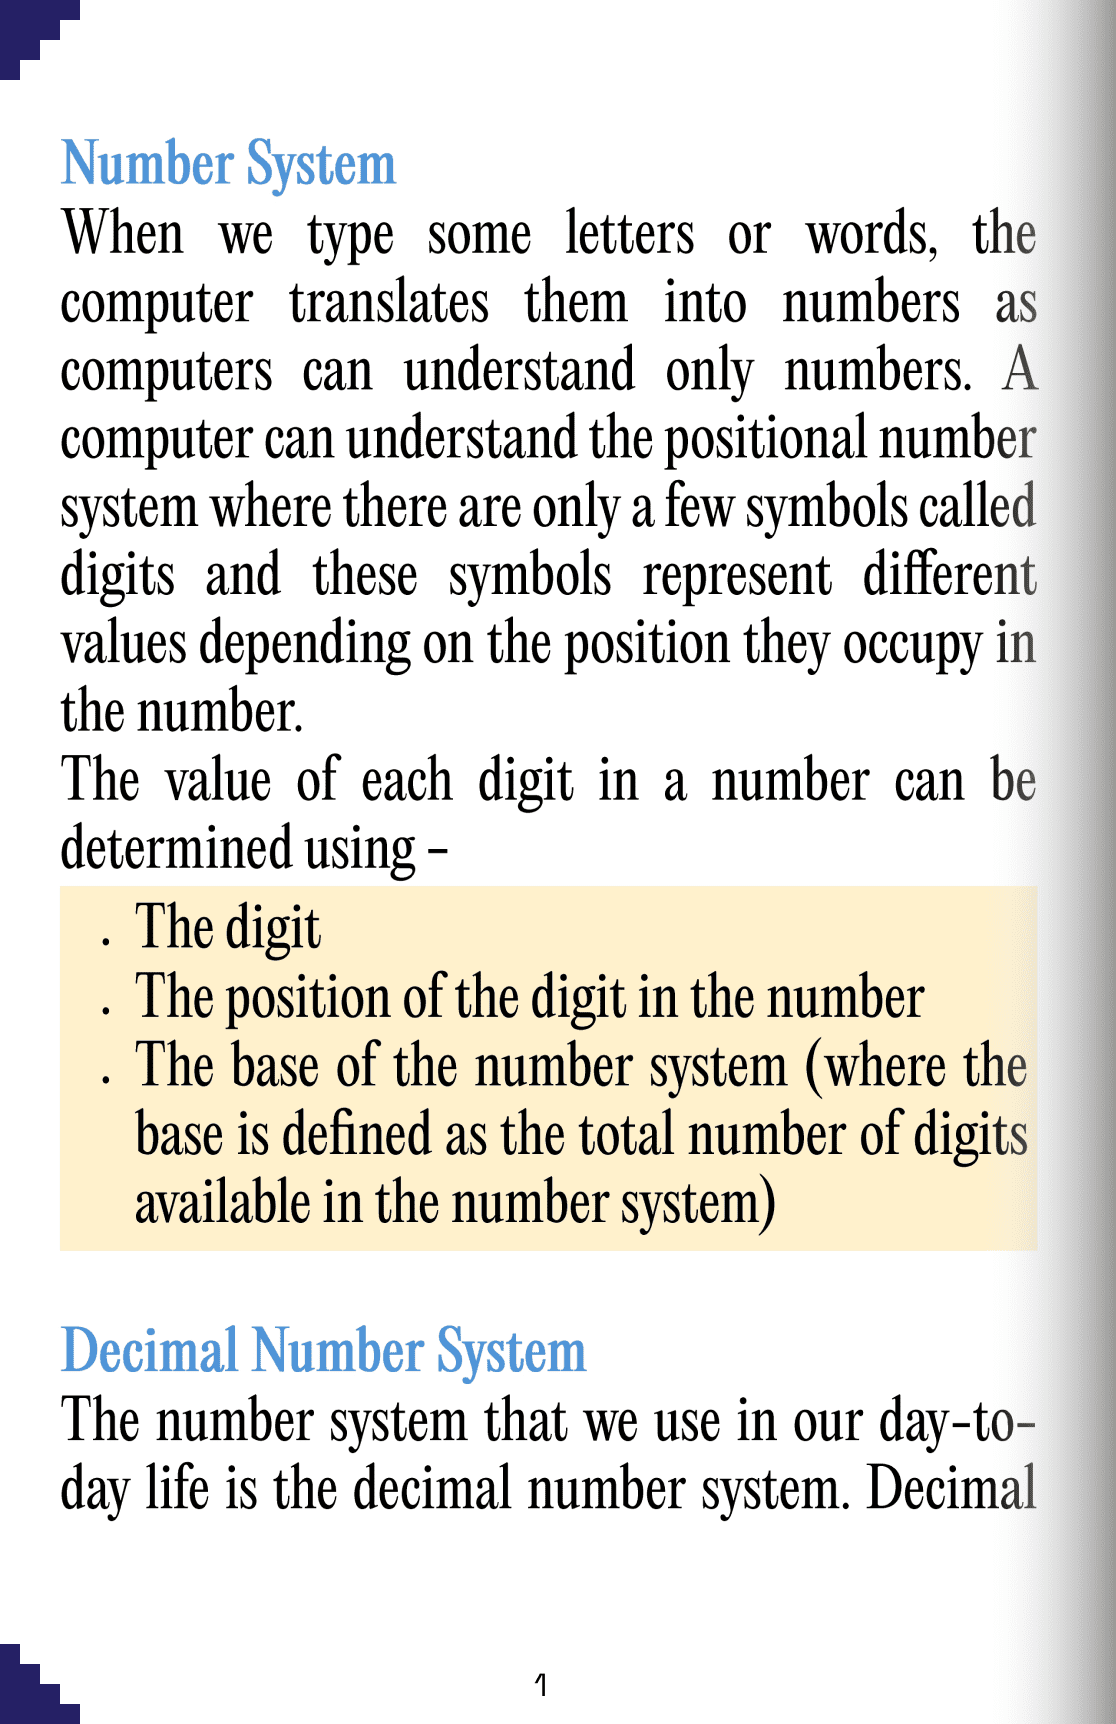 Number System
When we type some letters or words, the
computer translates them into numbers as
computers can understand only numbers. A
computer can understand the positional number
system where there are only a few symbols called
digits and these symbols represent different
values depending on the position they occupy in
the number.
The value of each digit in a number can be
determined using –
. The digit
. The position of the digit in the number
. The base of the number system (where the
base is defined as the total number of digits
available in the number system)
Decimal Number System
The number system that we use in our day-to-
day life is the decimal number system. Decimal
1